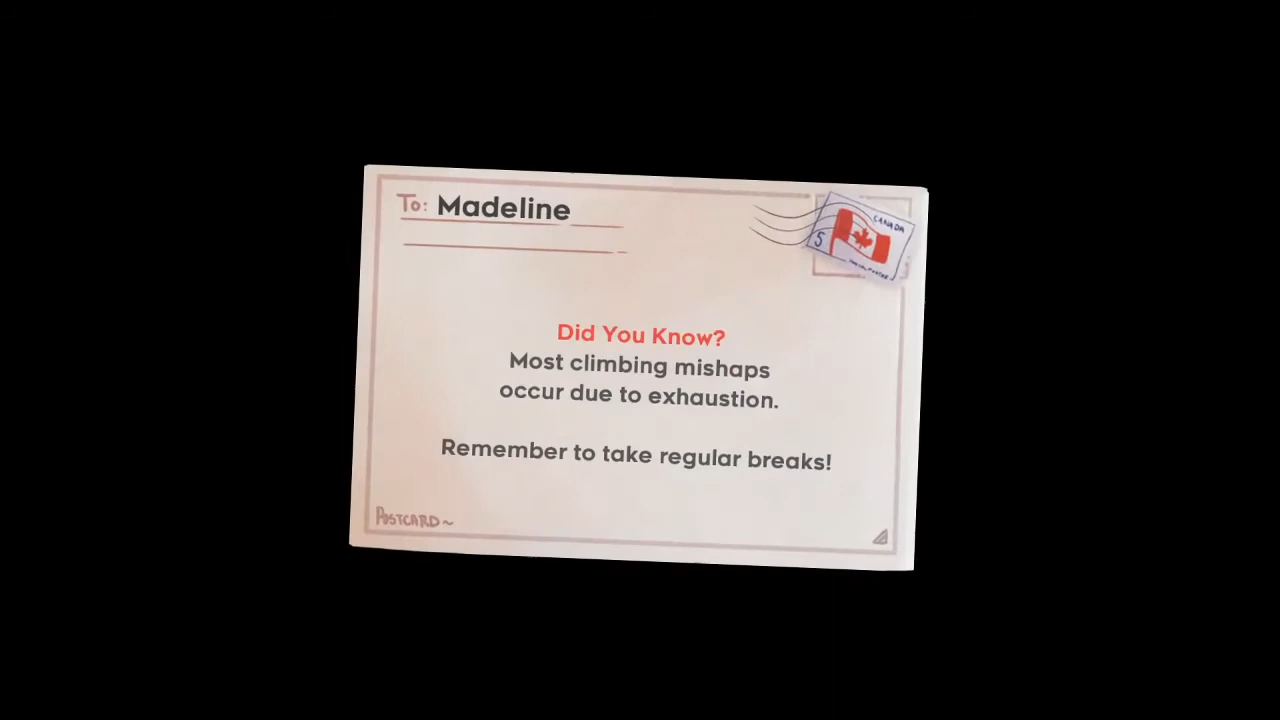 To: Madeline
CANADA
5
Did You Know?
Most climbing mishaps
occur due to exhaustion.
Remember to take regular breaks!
POSTCARD~